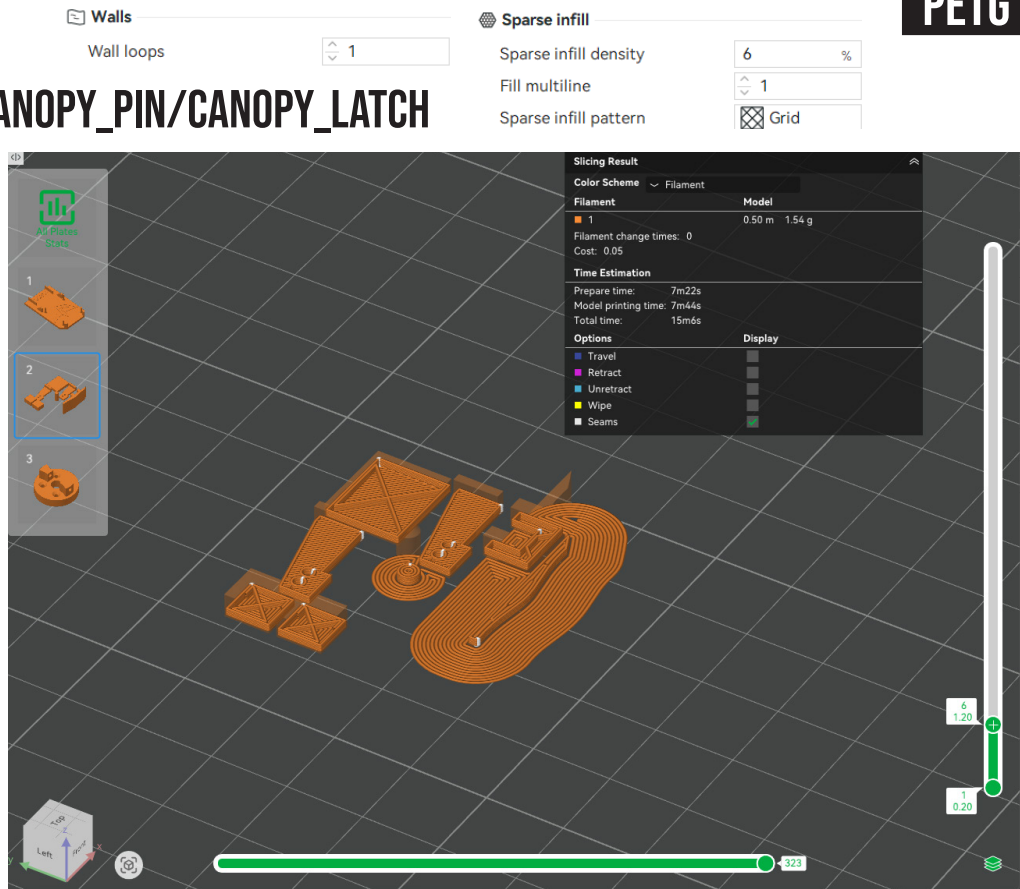 PETG
Walls
Wall loops 1
Sparse infill
Sparse infill density 6 %
Fill multiline 1
Sparse infill pattern Grid
ANOPY_PIN/CANOPY_LATCH
All Plates
Stats
1
2
3
Slicing Result
Color Scheme Filament
Filament Model
1 0.50 m 1.54 g
Filament change times: 0
Cost: 0.05
Time Estimation
Prepare time: 7m22s
Model printing time: 7m44s
Total time: 15m6s
Options Display
Travel
Retract
Unretract
Wipe
Seams
6
1.20
1
0.20
323
Top
Left
Front
z
x
y